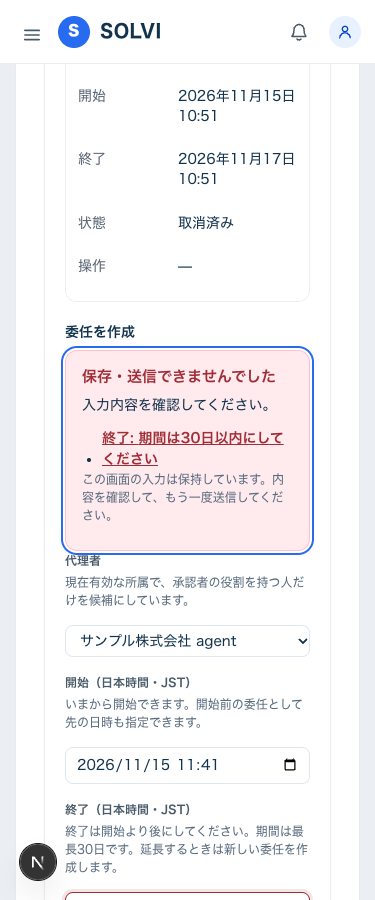 S SOLVI
開始 2026年11月15日
10:51
終了 2026年11月17日
10:51
状態 取消済み
操作 —
委任を作成
保存・送信できませんでした
入力内容を確認してください。
終了: 期間は30日以内にして
ください
この画面の入力は保持しています。内
容を確認して、もう一度送信してくだ
さい。
代理者
現在有効な所属で、承認者の役割を持つ人だ
けを候補にしています。
サンプル株式会社 agent
開始（日本時間・JST）
いまから開始できます。開始前の委任として
先の日時も指定できます。
2026/11/15 11:41
終了（日本時間・JST）
終了は開始より後にしてください。期間は最
長30日です。延長するときは新しい委任を作
成します。
N